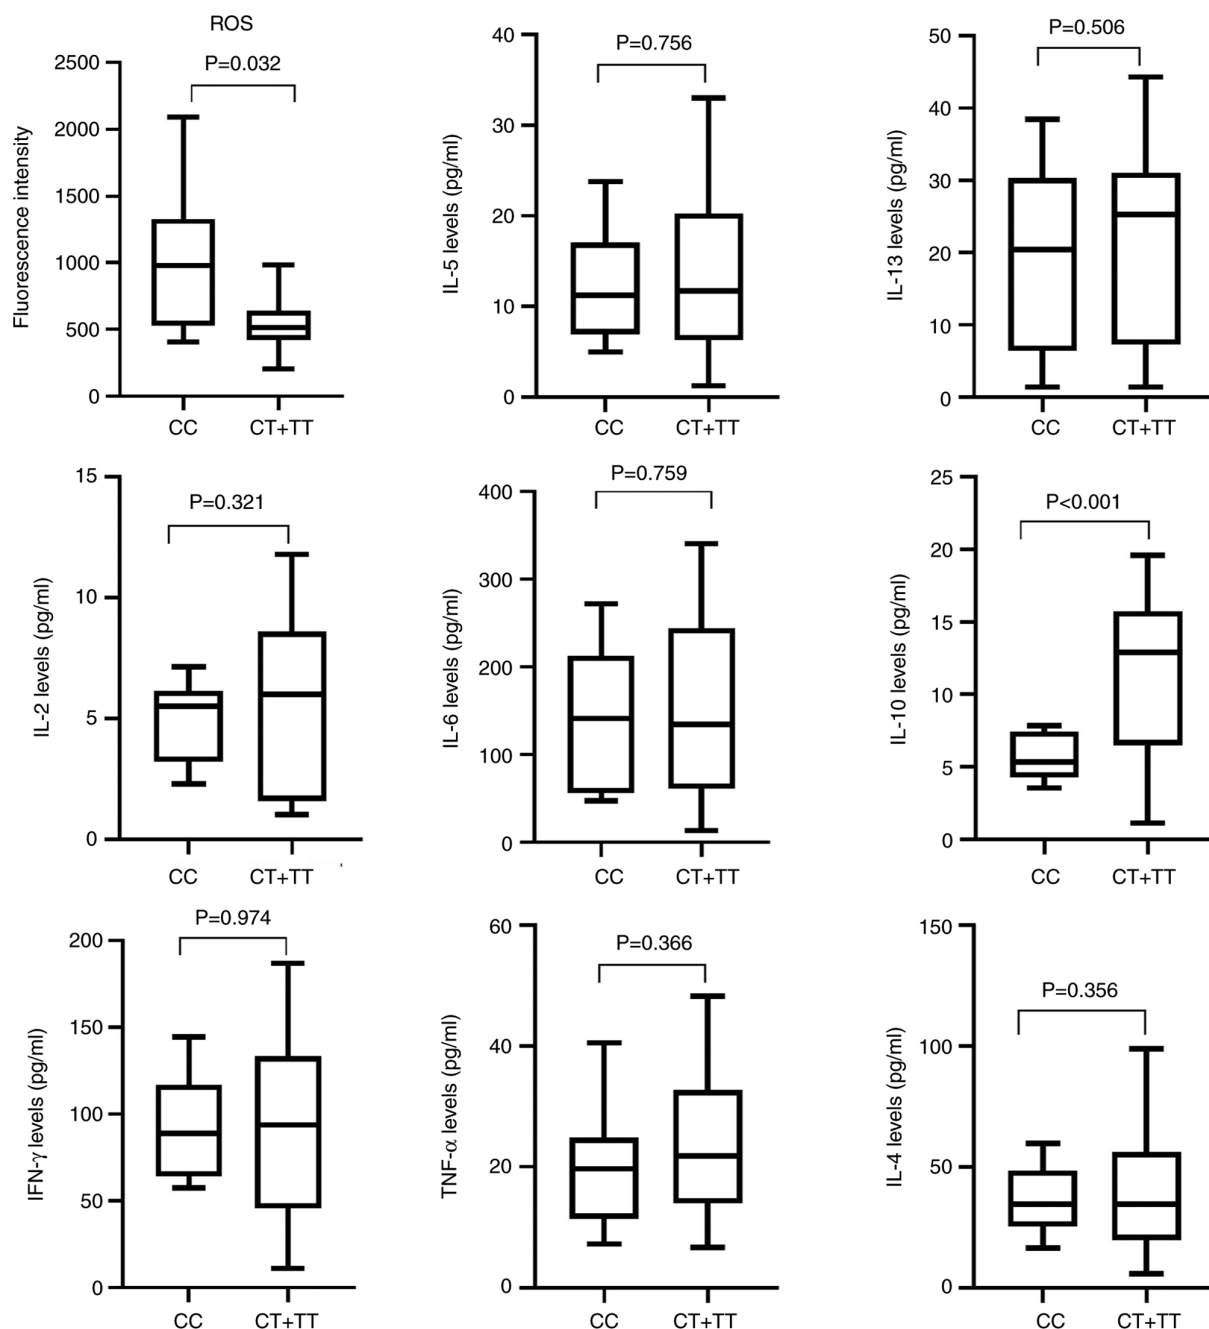 ROS
P=0.032
Fluorescence intensity
2500
2000
1500
1000
500
0
CC CT+TT
P=0.756
IL-5 levels (pg/ml)
40
30
20
10
0
CC CT+TT
P=0.506
IL-13 levels (pg/ml)
50
40
30
20
10
0
CC CT+TT
P=0.321
IL-2 levels (pg/ml)
15
10
5
0
CC CT+TT
P=0.759
IL-6 levels (pg/ml)
400
300
200
100
0
CC CT+TT
P<0.001
IL-10 levels (pg/ml)
25
20
15
10
5
0
CC CT+TT
P=0.974
IFN-γ levels (pg/ml)
200
150
100
50
0
CC CT+TT
P=0.366
TNF-α levels (pg/ml)
60
40
20
0
CC CT+TT
P=0.356
IL-4 levels (pg/ml)
150
100
50
0
CC CT+TT